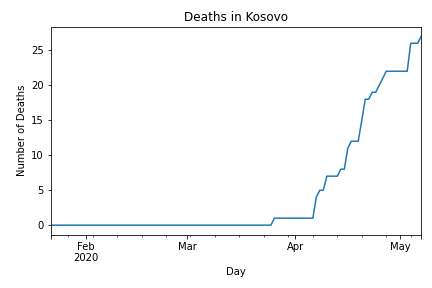 Deaths in Kosovo
Number of Deaths
25
20
15
10
5
0
Feb
2020
Mar
Apr
May
Day